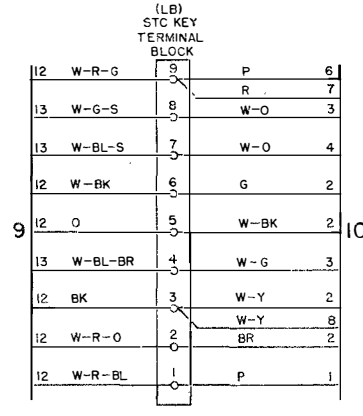 (LB)
STC KEY
TERMINAL
BLOCK
12 W-R-G 9 P 6
R 7
13 W-G-S 8 W-O 3
13 W-BL-S 7 W-O 4
12 W-BK 6 G 2
9 12 O 5 W-BK 2 10
13 W-BL-BR 4 W-G 3
12 BK 3 W-Y 2
W-Y 8
12 W-R-O 2 BR 2
12 W-R-BL 1 P 1